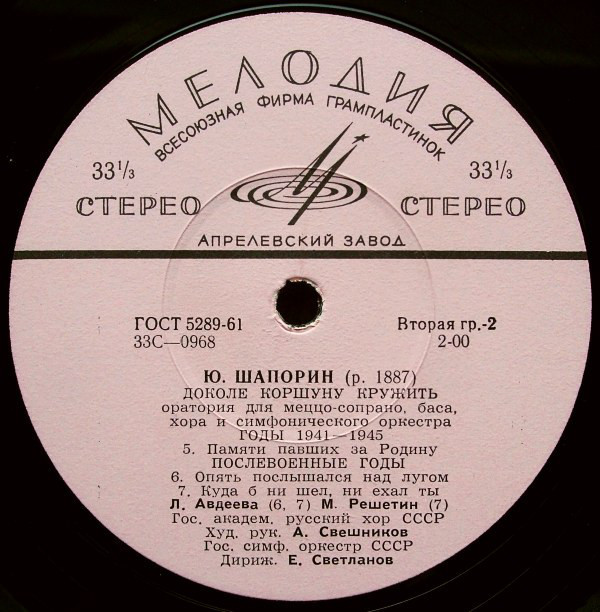 МЕЛОДИЯ
ВСЕСОЮЗНАЯ ФИРМА ГРАМПЛАСТИНОК
33⅓ 33⅓
СТЕРЕО СТЕРЕО
АПРЕЛЕВСКИЙ ЗАВОД
ГОСТ 5289-61 Вторая гр.-2
33С—0968 2-00
Ю. ШАПОРИН (р. 1887)
ДОКОЛЕ КОРШУНУ КРУЖИТЬ
оратория для меццо-сопрано, баса,
хора и симфонического оркестра
ГОДЫ 1941—1945
5. Памяти павших за Родину
ПОСЛЕВОЕННЫЕ ГОДЫ
6. Опять послышался над лугом
7. Куда б ни шел, ни ехал ты
Л. Авдеева (6, 7) М. Решетин (7)
Гос. академ. русский хор СССР
Худ. рук. А. Свешников
Гос. симф. оркестр СССР
Дириж. Е. Светланов